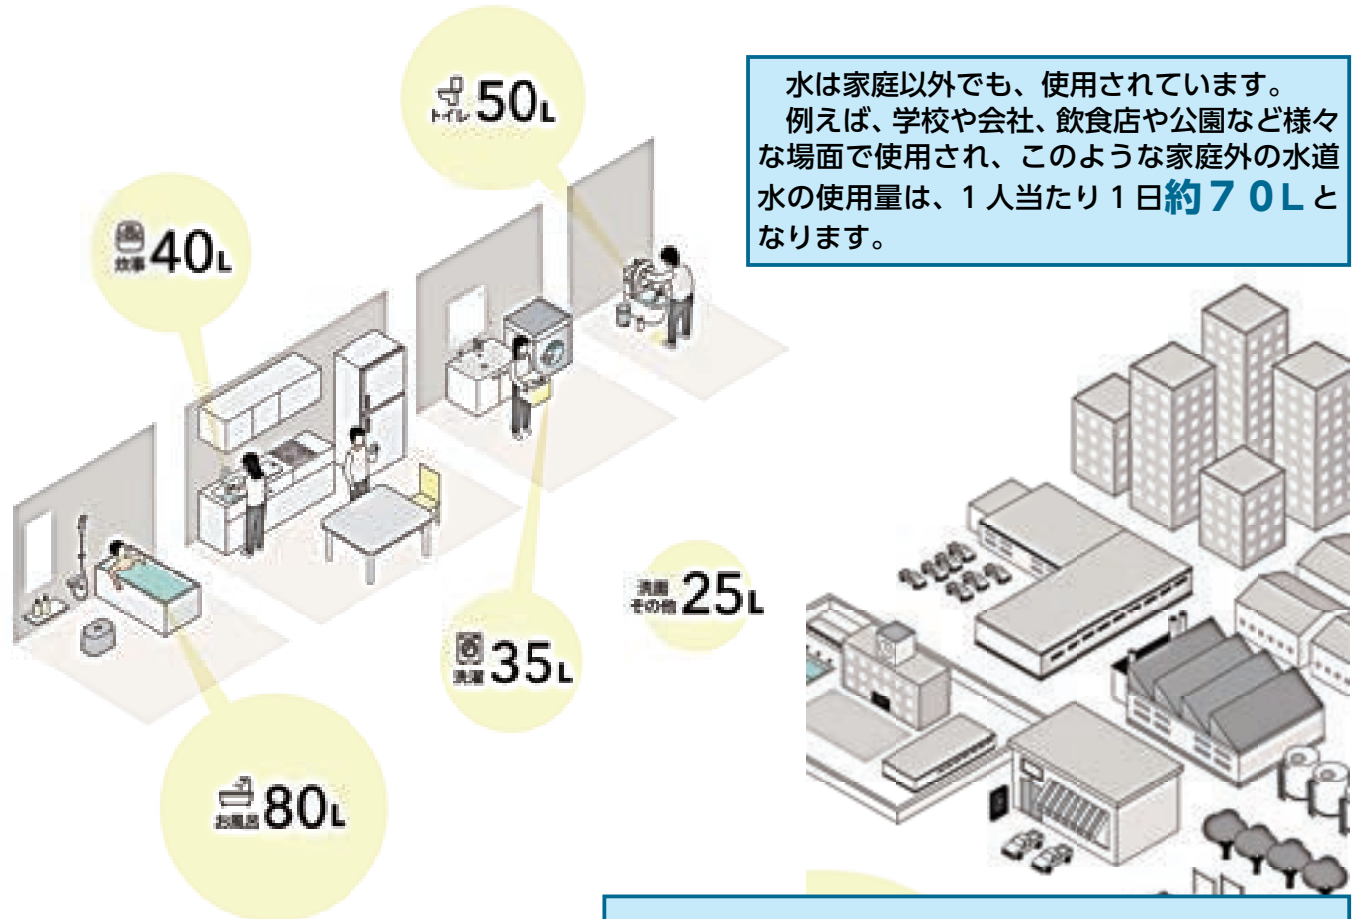 トイレ 50L
水は家庭以外でも、使用されています。
例えば、学校や会社、飲食店や公園など様々
な場面で使用され、このような家庭外の水道
水の使用量は、1人当たり1日約70Lと
なります。
炊事 40L
洗面
その他 25L
洗濯 35L
お風呂 80L